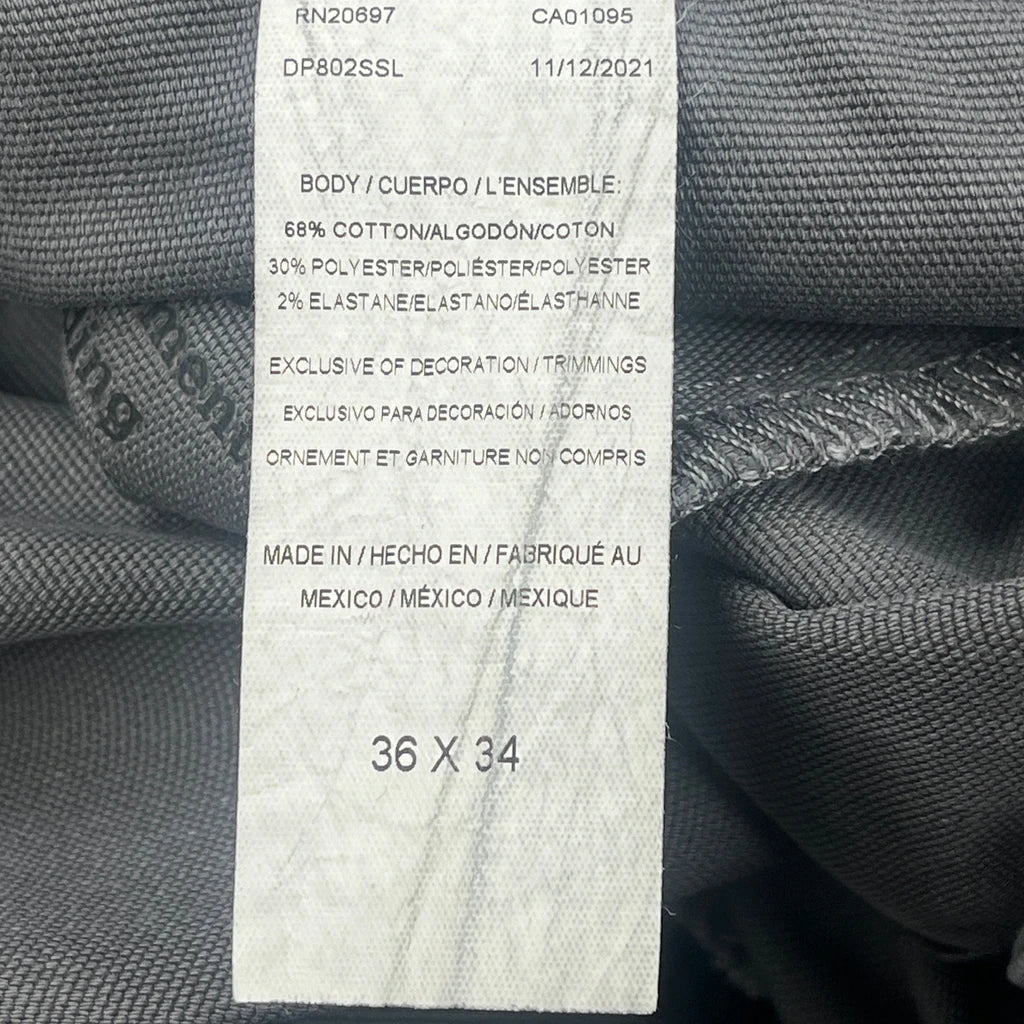 RN20697 CA01095
DP802SSL 11/12/2021
BODY / CUERPO / L'ENSEMBLE:
68% COTTON/ALGODÓN/COTON
30% POLYESTER/POLIÉSTER/POLYESTER
2% ELASTANE/ELASTANO/ÉLASTHANNE
EXCLUSIVE OF DECORATION / TRIMMINGS
EXCLUSIVO PARA DECORACIÓN / ADORNOS
ORNEMENT ET GARNITURE NON COMPRIS
MADE IN / HECHO EN / FABRIQUÉ AU
MEXICO / MÉXICO / MEXIQUE
36 X 34